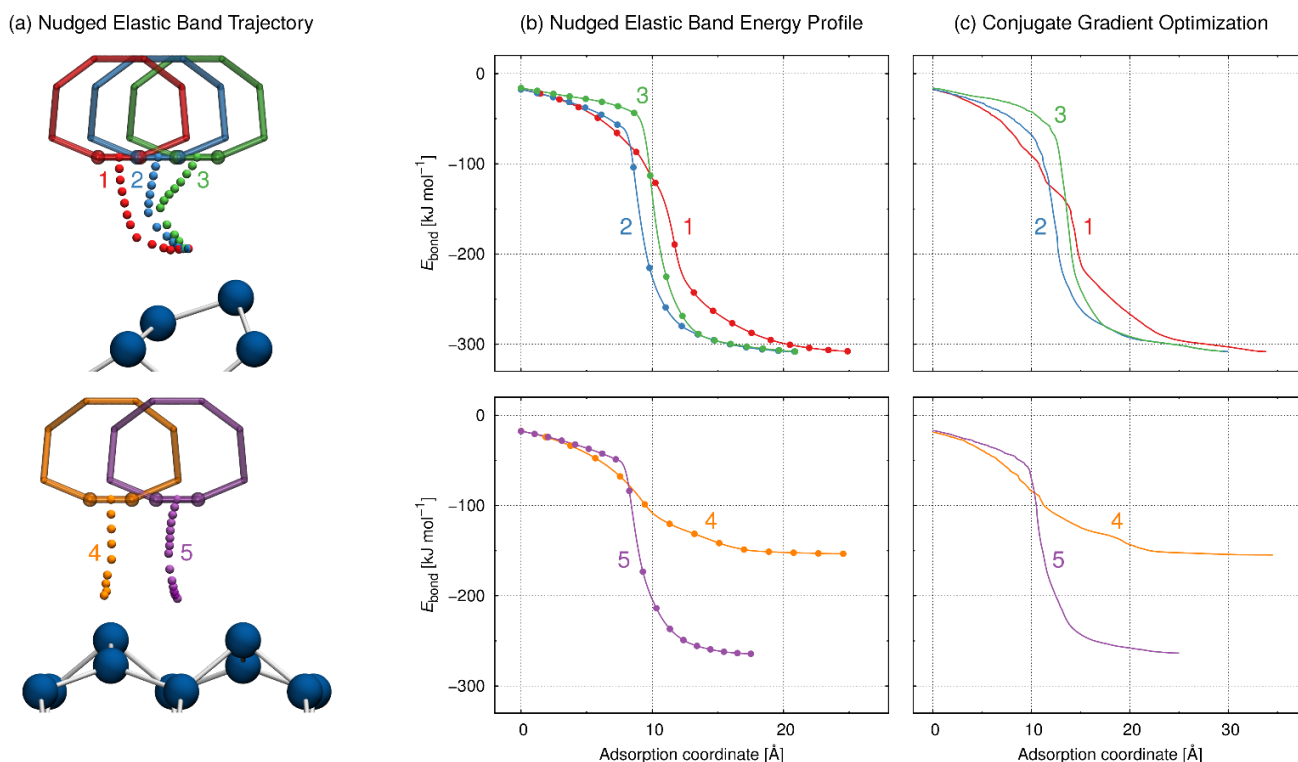 (a) Nudged Elastic Band Trajectory
1 2 3
4 5
(b) Nudged Elastic Band Energy Profile
0
−100
−200
−300
E_bond [kJ mol⁻¹]
3
1
2
0
−100
−200
−300
E_bond [kJ mol⁻¹]
4
5
0 10 20
Adsorption coordinate [Å]
(c) Conjugate Gradient Optimization
3
1
2
4
5
0 10 20 30
Adsorption coordinate [Å]